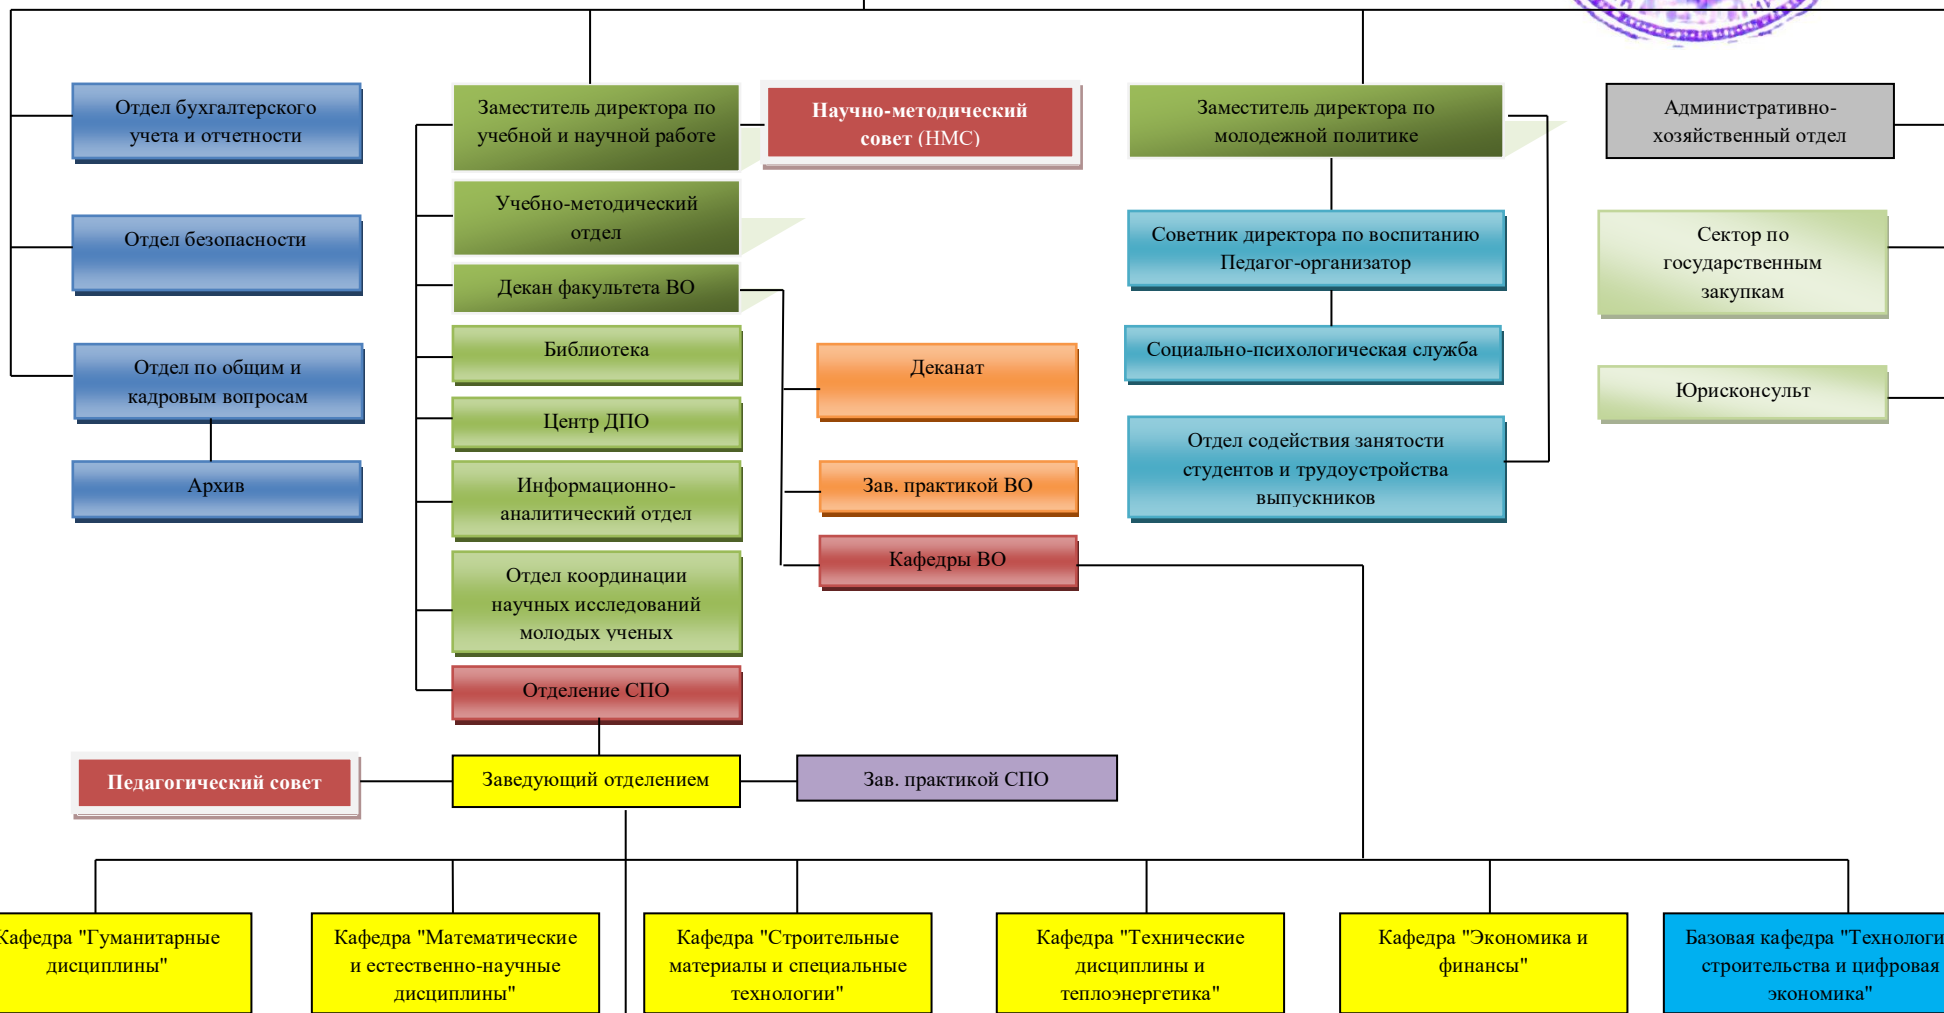 Отдел бухгалтерского
учета и отчетности
Заместитель директора по
учебной и научной работе
Научно-методический
совет (НМС)
Заместитель директора по
молодежной политике
Административно-
хозяйственный отдел
Отдел безопасности
Учебно-методический
отдел
Советник директора по воспитанию
Педагог-организатор
Сектор по
государственным
закупкам
Декан факультета ВО
Отдел по общим и
кадровым вопросам
Библиотека
Деканат
Социально-психологическая служба
Юрисконсульт
Центр ДПО
Отдел содействия занятости
студентов и трудоустройства
выпускников
Архив
Информационно-
аналитический отдел
Зав. практикой ВО
Кафедры ВО
Отдел координации
научных исследований
молодых ученых
Отделение СПО
Педагогический совет
Заведующий отделением
Зав. практикой СПО
Кафедра "Гуманитарные
дисциплины"
Кафедра "Математические
и естественно-научные
дисциплины"
Кафедра "Строительные
материалы и специальные
технологии"
Кафедра "Технические
дисциплины и
теплоэнергетика"
Кафедра "Экономика и
финансы"
Базовая кафедра "Технологи
строительства и цифровая
экономика"